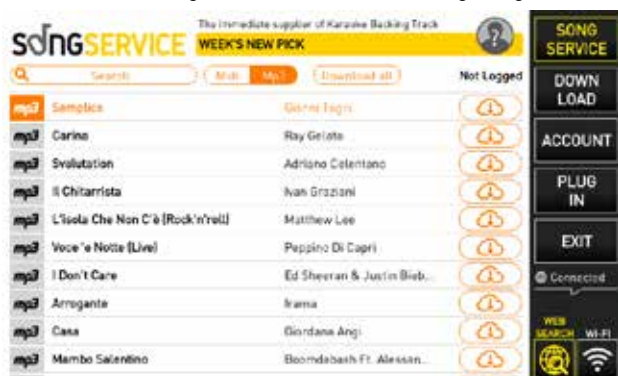 The immediate supplier of Karaoke Backing Track
SONGSERVICE
WEEK'S NEW PICK
Search
Midi
Mp3
Download all
Not Logged
mp3 Semplice Gianni Togni
mp3 Carina Ray Gelato
mp3 Svalutation Adriano Celentano
mp3 Il Chitarrista Ivan Graziani
mp3 L'isola Che Non C'è (Rock'n'roll) Matthew Lee
mp3 Voce 'e Notte (Live) Peppino Di Capri
mp3 I Don't Care Ed Sheeran & Justin Bieb...
mp3 Arrogante Irama
mp3 Casa Giordana Angi
mp3 Mambo Salentino Boomdabash Ft. Alessan...
SONG
SERVICE
DOWN
LOAD
ACCOUNT
PLUG
IN
EXIT
Connected
WEB
SEARCH
WI-FI